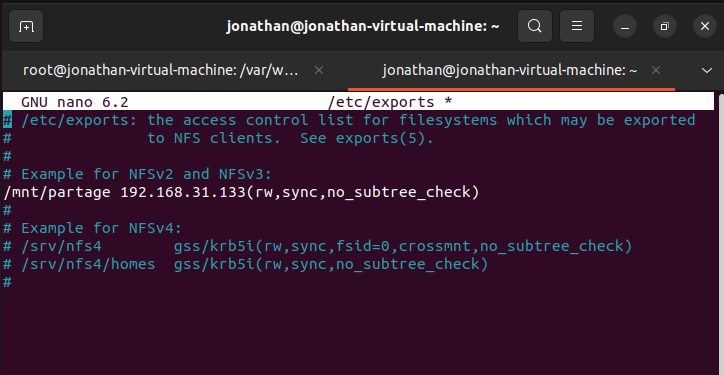 jonathan@jonathan-virtual-machine: ~
root@jonathan-virtual-machine: /var/w...
jonathan@jonathan-virtual-machine: ~
GNU nano 6.2 /etc/exports *
# /etc/exports: the access control list for filesystems which may be exported
# to NFS clients. See exports(5).
#
# Example for NFSv2 and NFSv3:
/mnt/partage 192.168.31.133(rw,sync,no_subtree_check)
#
# Example for NFSv4:
# /srv/nfs4 gss/krb5i(rw,sync,fsid=0,crossmnt,no_subtree_check)
# /srv/nfs4/homes gss/krb5i(rw,sync,no_subtree_check)
#